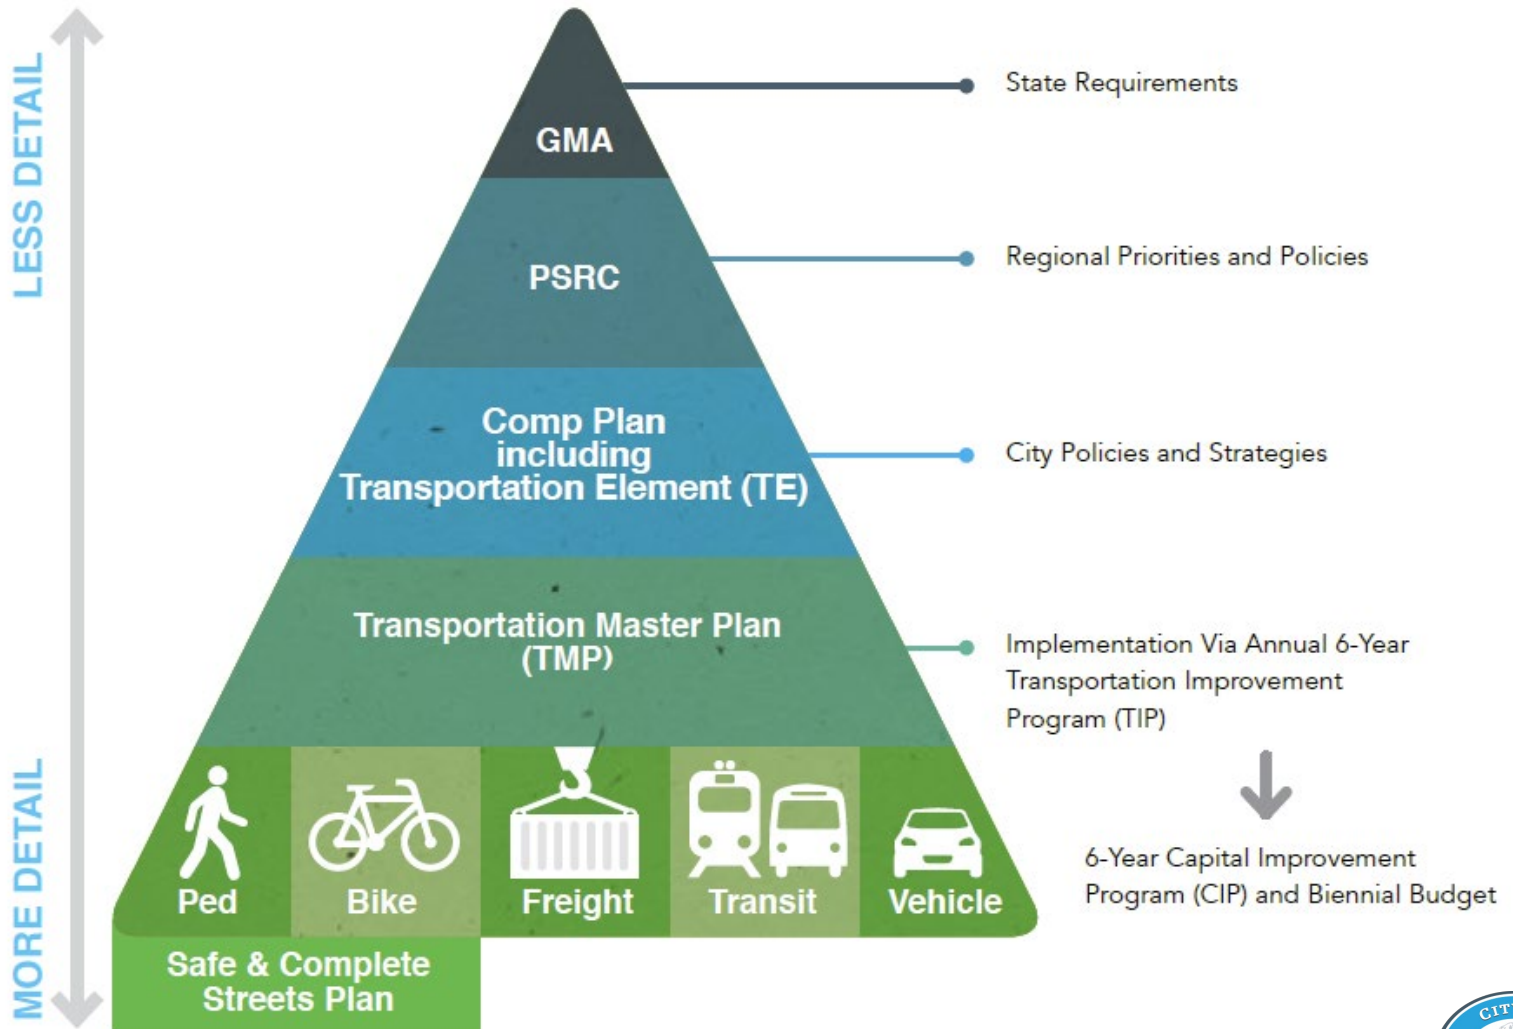 LESS DETAIL
MORE DETAIL
GMA
PSRC
Comp Plan
including
Transportation Element (TE)
Transportation Master Plan
(TMP)
Ped
Bike
Freight
Transit
Vehicle
Safe & Complete
Streets Plan
State Requirements
Regional Priorities and Policies
City Policies and Strategies
Implementation Via Annual 6-Year
Transportation Improvement
Program (TIP)
6-Year Capital Improvement
Program (CIP) and Biennial Budget